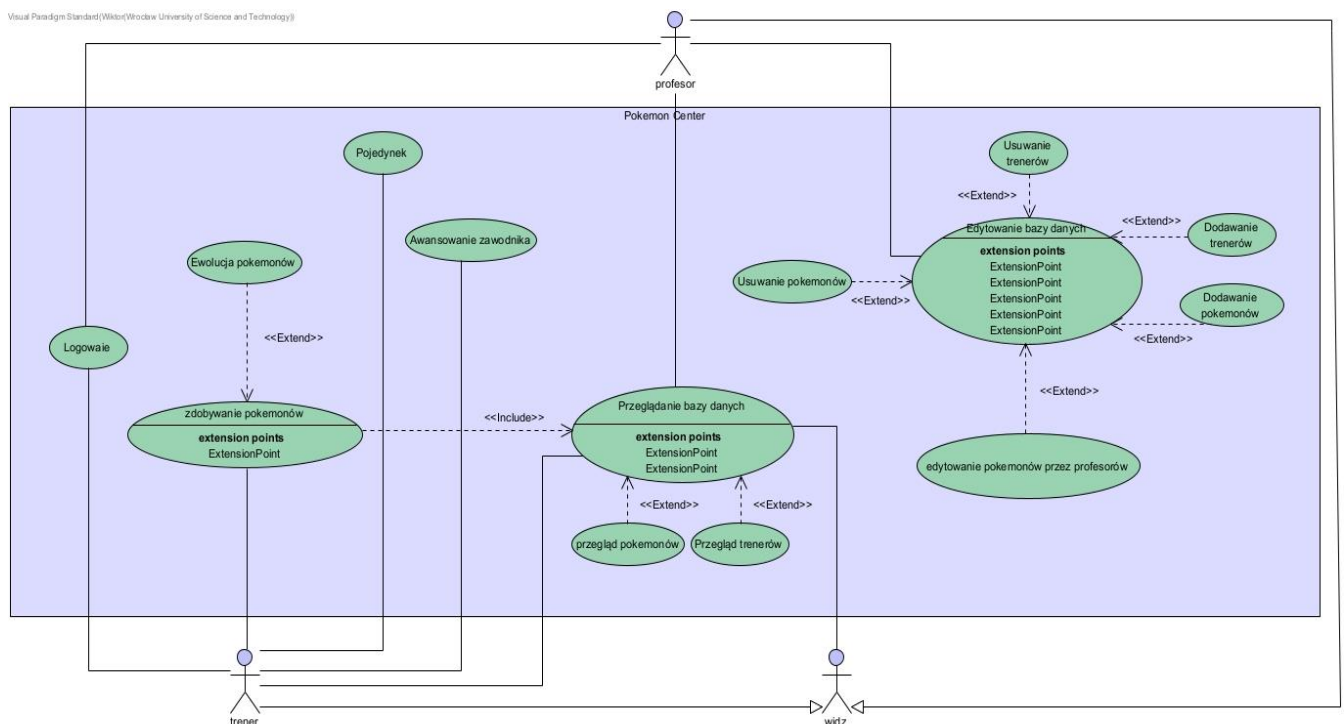 Visual Paradigm Standard(Wiktor(Wrocław University of Science and Technology))
profesor
Pokemon Center
Pojedynek
Usuwanie
trenerów
<<Extend>>
Awansowanie zawodnika
Edytowanie bazy danych
<<Extend>>
Dodawanie
trenerów
extension points
ExtensionPoint
ExtensionPoint
ExtensionPoint
ExtensionPoint
ExtensionPoint
Ewolucja pokemonów
Usuwanie pokemonów
<<Extend>>
Dodawanie
pokemonów
<<Extend>>
<<Extend>>
Logowaie
<<Extend>>
zdobywanie pokemonów
extension points
ExtensionPoint
<<Include>>
Przeglądanie bazy danych
extension points
ExtensionPoint
ExtensionPoint
edytowanie pokemonów przez profesorów
<<Extend>>
<<Extend>>
przegląd pokemonów
Przegląd trenerów
trener
widz